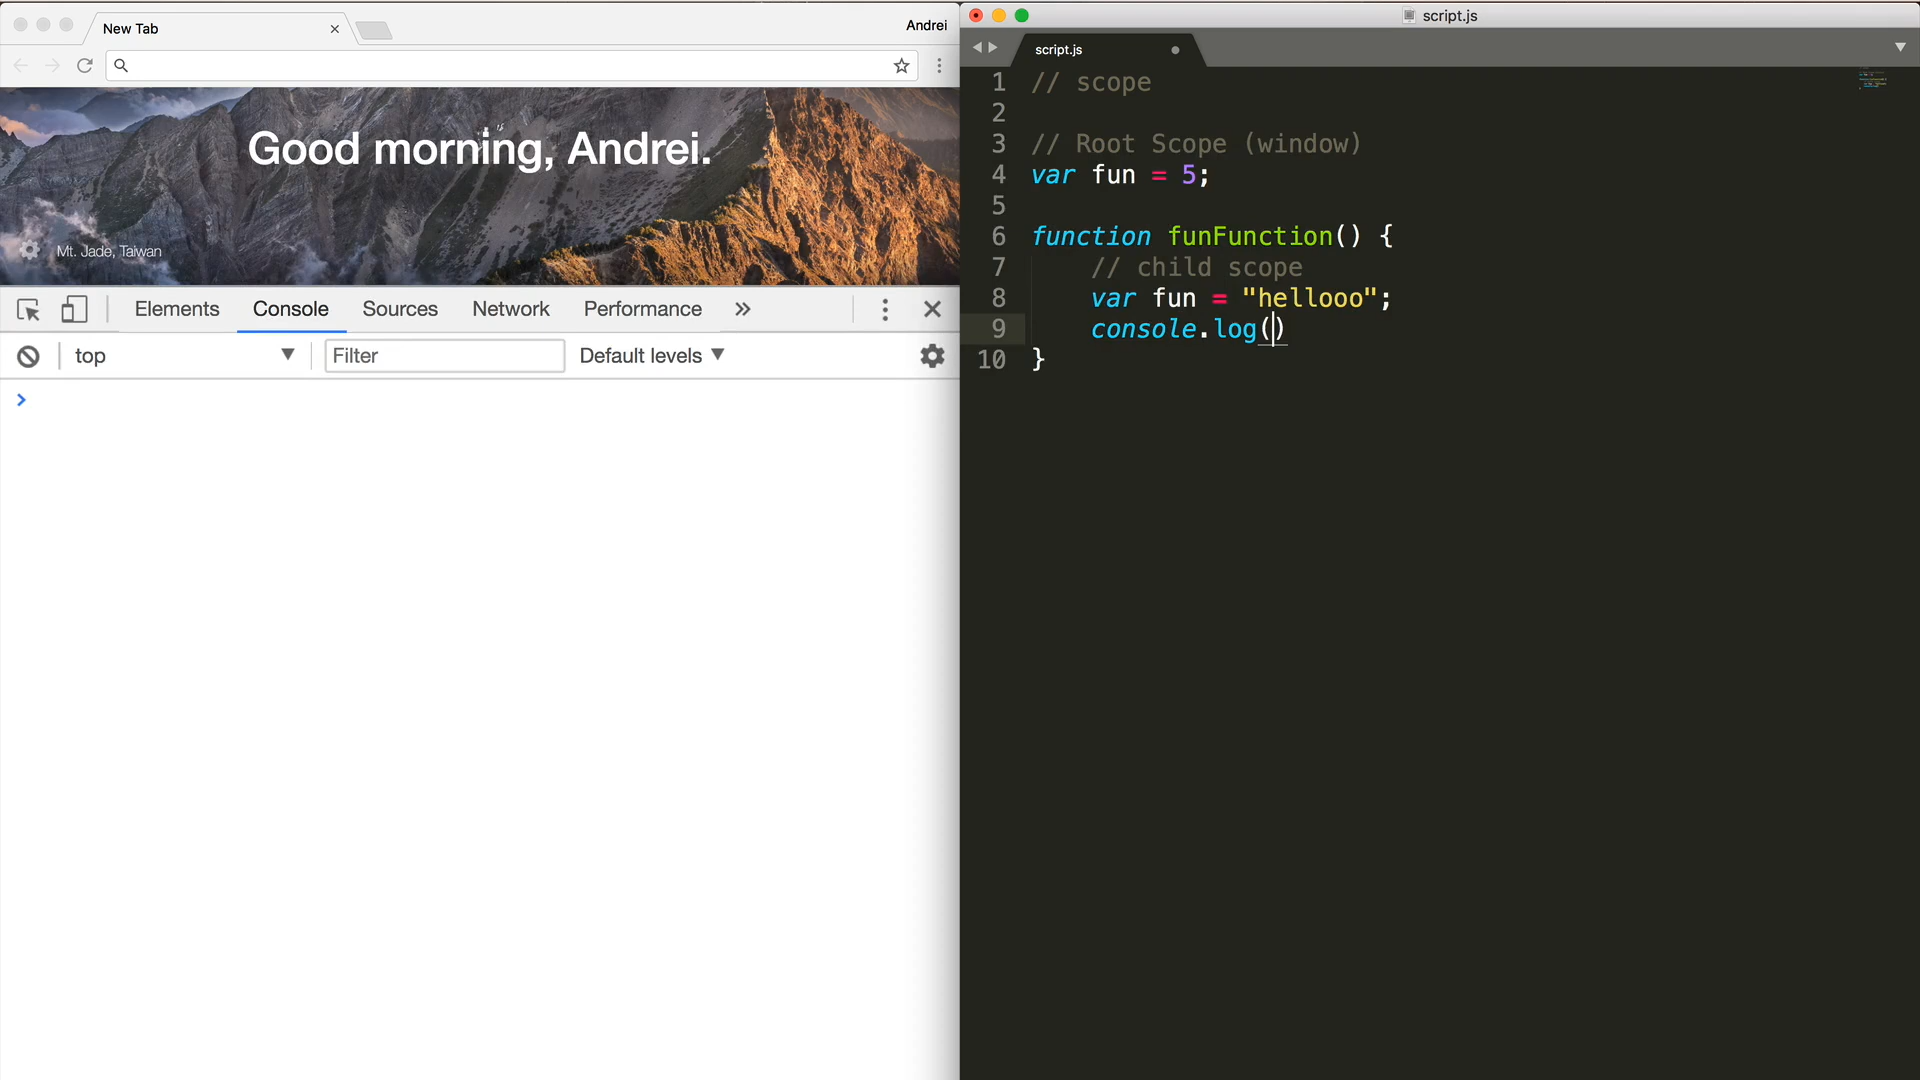 New Tab
Andrei
Good morning, Andrei.
Mt. Jade, Taiwan
Elements Console Sources Network Performance
top Filter Default levels
script.js
script.js
1 // scope
2
3 // Root Scope (window)
4 var fun = 5;
5
6 function funFunction() {
7 // child scope
8 var fun = "hellooo";
9 console.log()
10 }